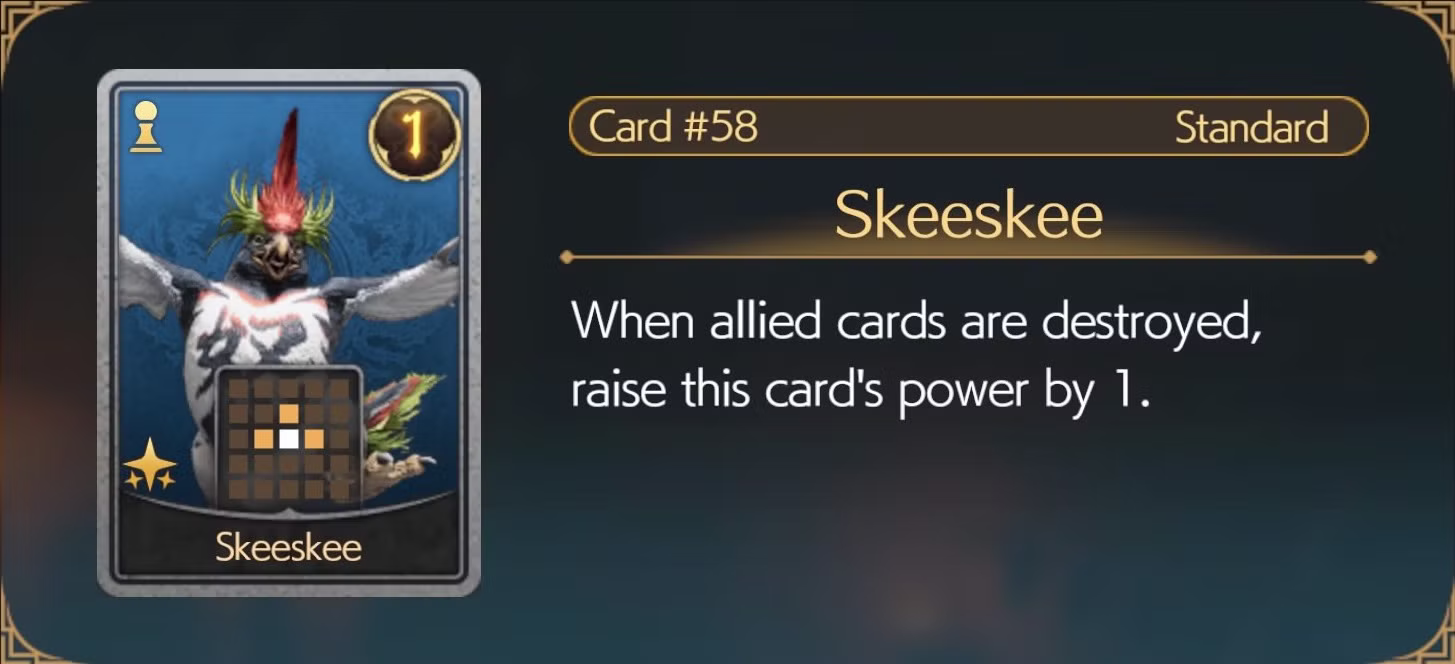 1
Skeeskee
Card #58 Standard
Skeeskee
When allied cards are destroyed,
raise this card's power by 1.